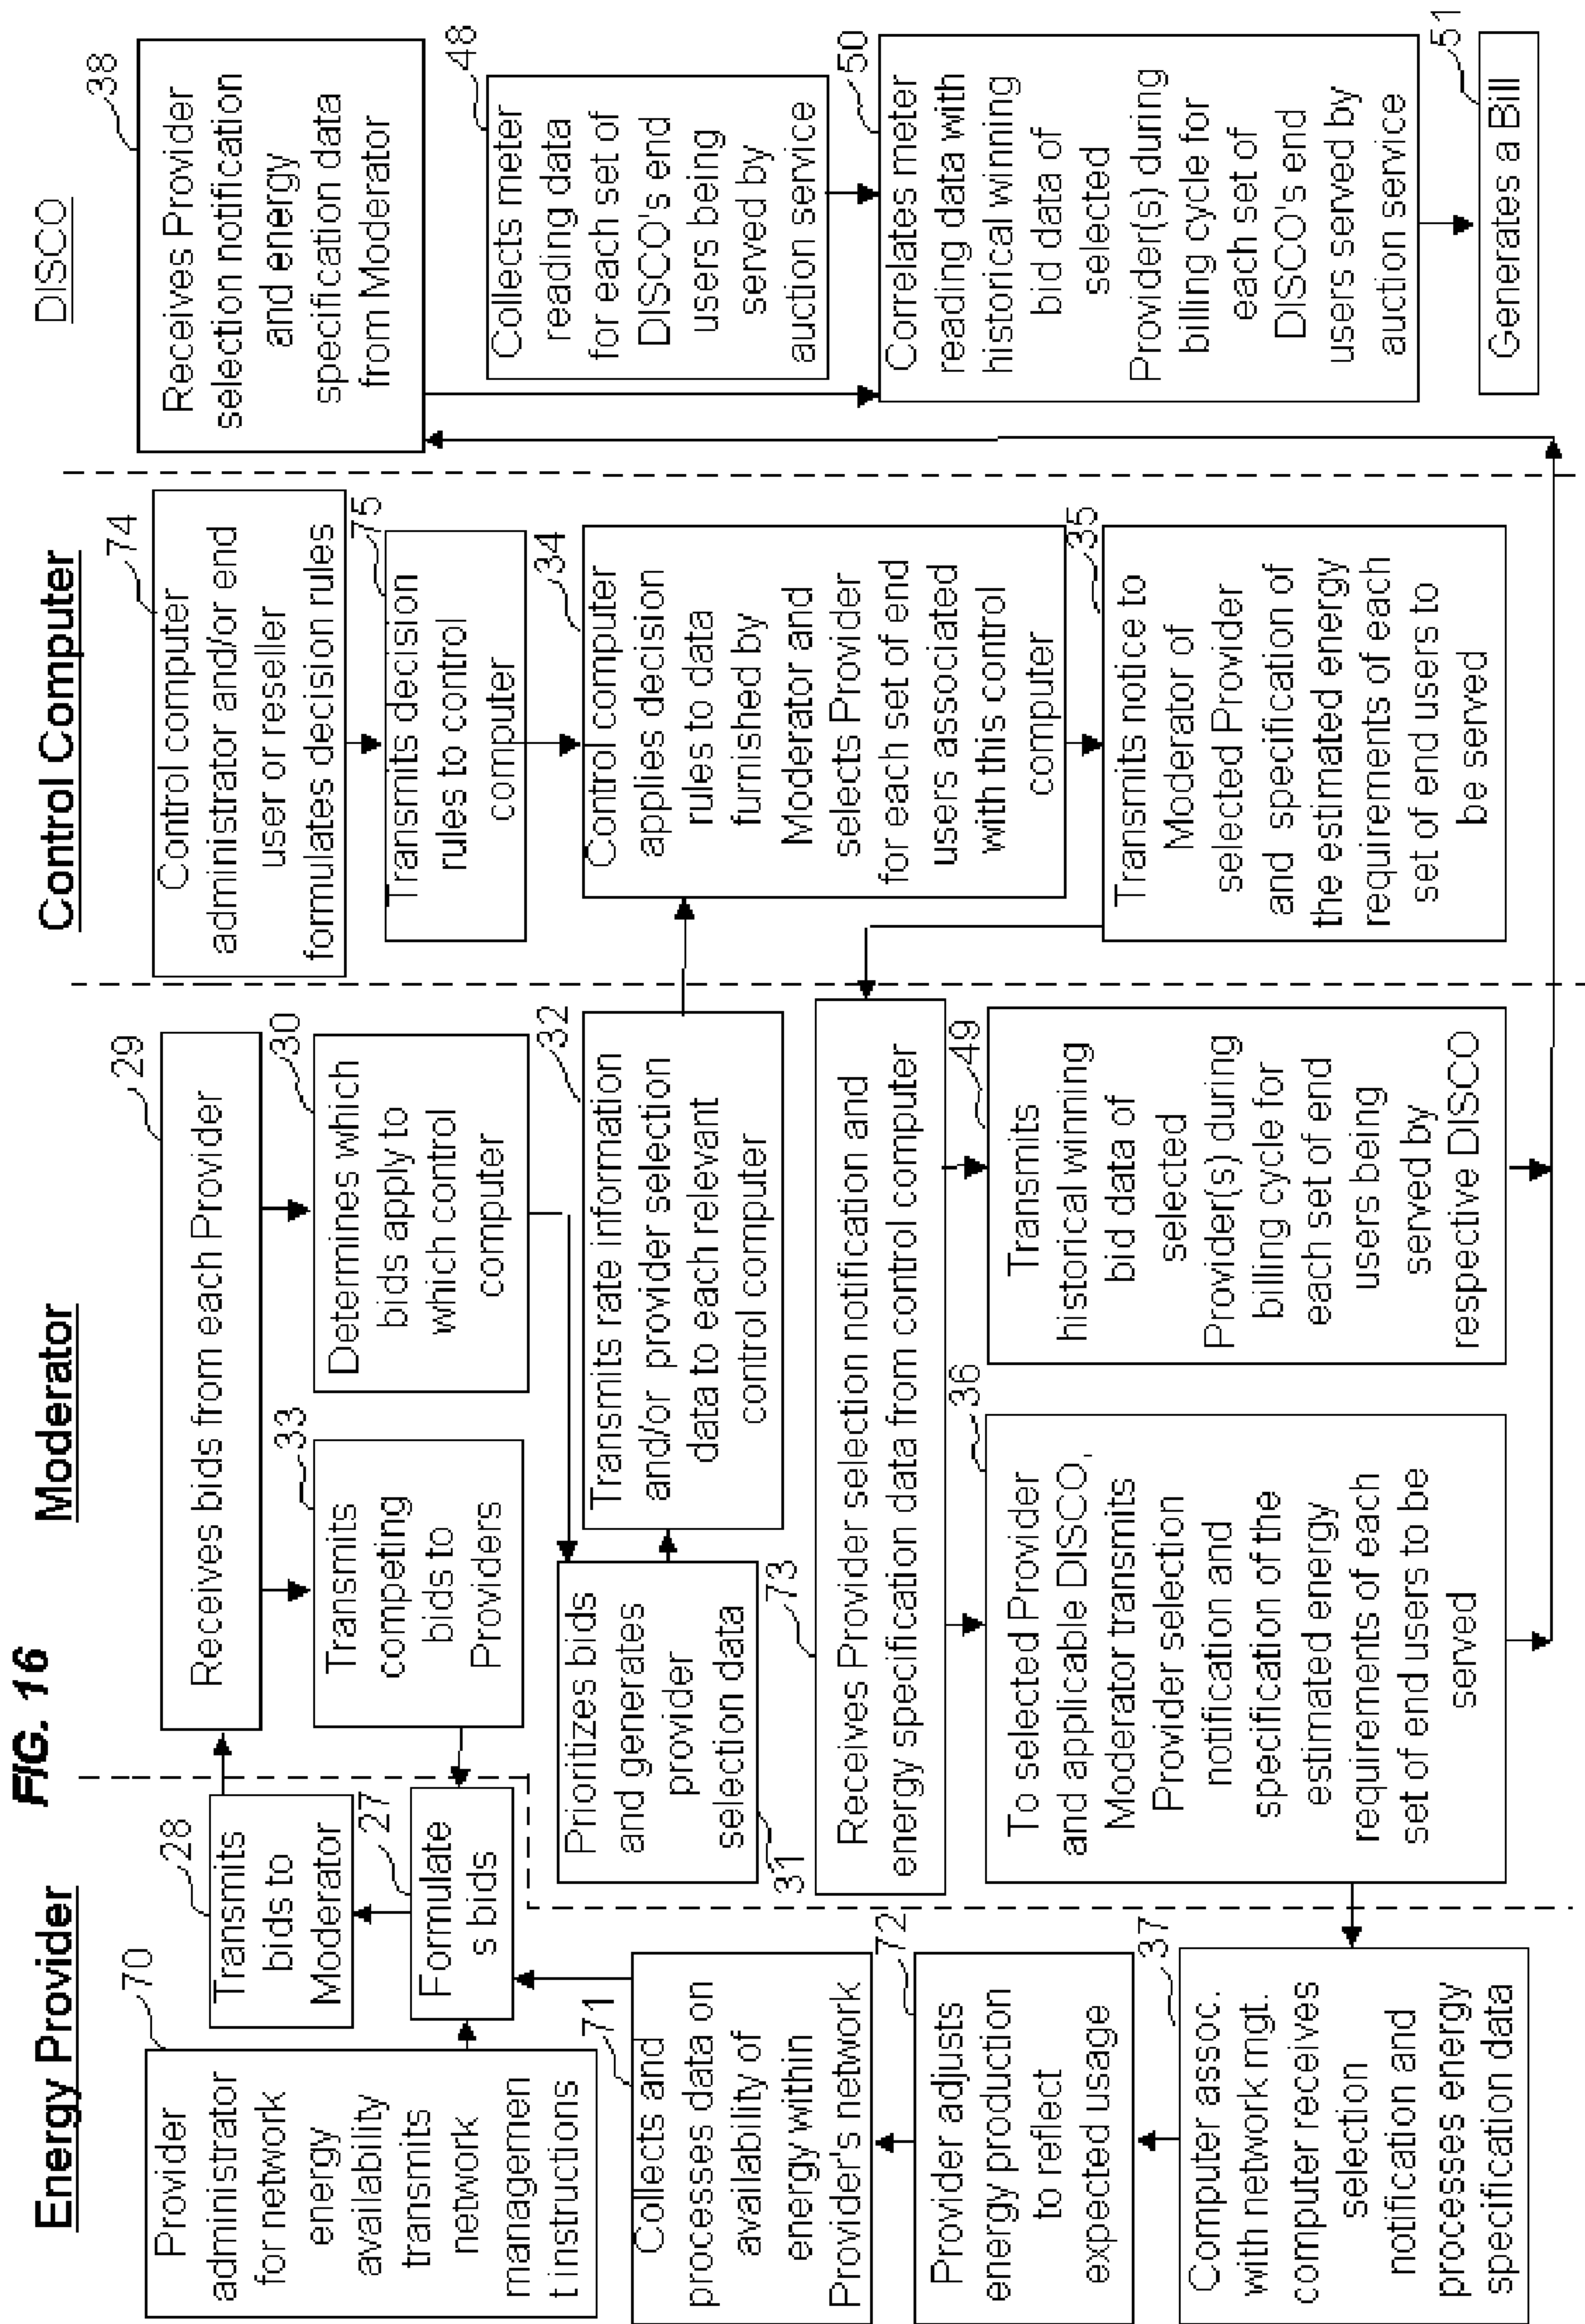 FIG. 16
Energy Provider
Moderator
Control Computer
DISCO
70
Provider
administrator
for network
energy
availability
transmits
network
managemen
t instructions
28
Transmits
bids to
Moderator
27
Formulate
s bids
71
Collects and
processes data on
availability of
energy within
Provider's network
72
Provider adjusts
energy production
to reflect
expected usage
37
Computer assoc.
with network mgt.
computer receives
selection
notification and
processes energy
specification data
29
Receives bids from each Provider
33
Transmits
competing
bids to
Providers
30
Determines which
bids apply to
which control
computer
Prioritizes bids
and generates
provider
selection data
31
32
Transmits rate information
and/or provider selection
data to each relevant
control computer
73
Receives Provider selection notification and
energy specification data from control computer
36
To selected Provider
and applicable DISCO,
Moderator transmits
Provider selection
notification and
specification of the
estimated energy
requirements of each
set of end users to be
served
49
Transmits
historical winning
bid data of
selected
Provider(s) during
billing cycle for
each set of end
users being
served by
respective DISCO
74
Control computer
administrator and/or end
user or reseller
formulates decision rules
75
Transmits decision
rules to control
computer
34
Control computer
applies decision
rules to data
furnished by
Moderator and
selects Provider
for each set of end
users associated
with this control
computer
35
Transmits notice to
Moderator of
selected Provider
and specification of
the estimated energy
requirements of each
set of end users to
be served
38
Receives Provider
selection notification
and energy
specification data
from Moderator
48
Collects meter
reading data
for each set of
DISCO's end
users being
served by
auction service
50
Correlates meter
reading data with
historical winning
bid data of
selected
Provider(s) during
billing cycle for
each set of
DISCO's end
users served by
auction service
51
Generates a Bill